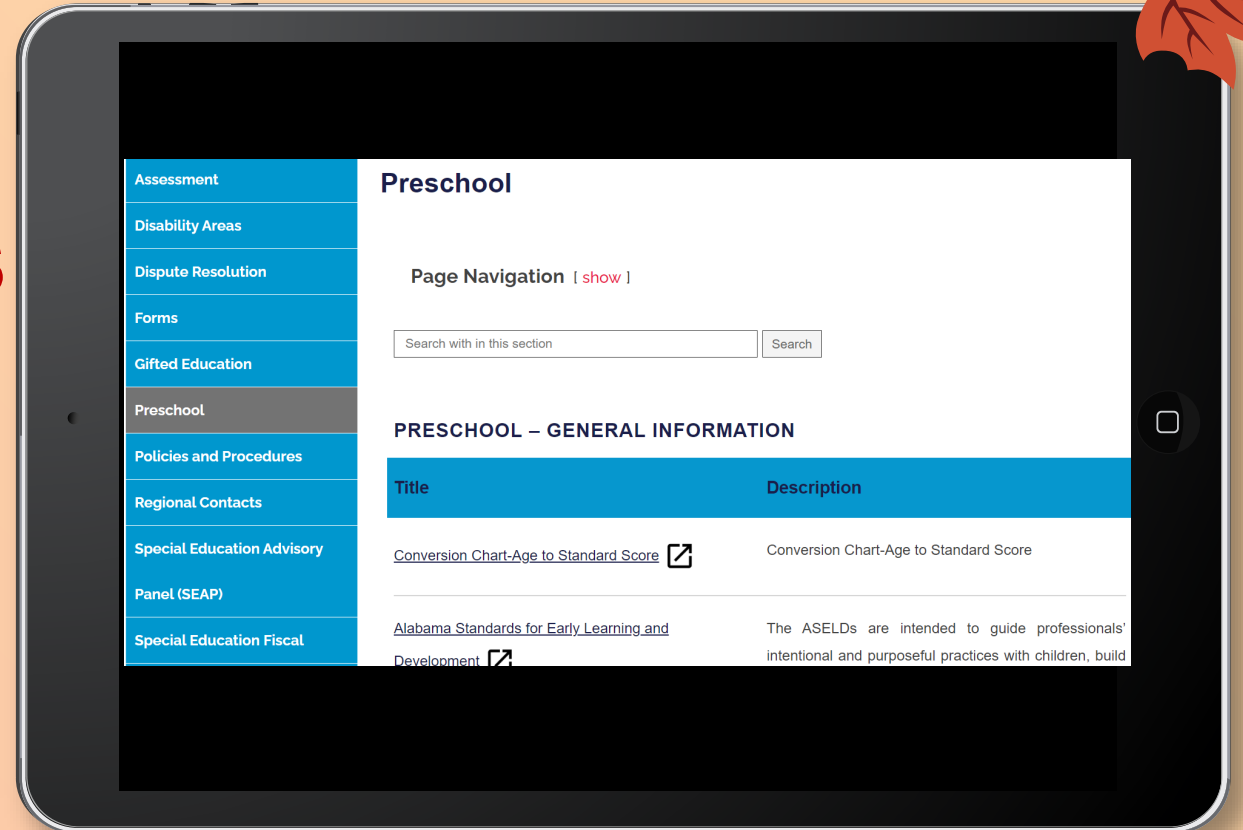 Assessment
Disability Areas
Dispute Resolution
Forms
Gifted Education
Preschool
Policies and Procedures
Regional Contacts
Special Education Advisory
Panel (SEAP)
Special Education Fiscal
Preschool
Page Navigation [ show ]
Search with in this section
Search
PRESCHOOL – GENERAL INFORMATION
Title Description
Conversion Chart-Age to Standard Score Conversion Chart-Age to Standard Score
Alabama Standards for Early Learning and
Development
The ASELDs are intended to guide professionals’
intentional and purposeful practices with children, build